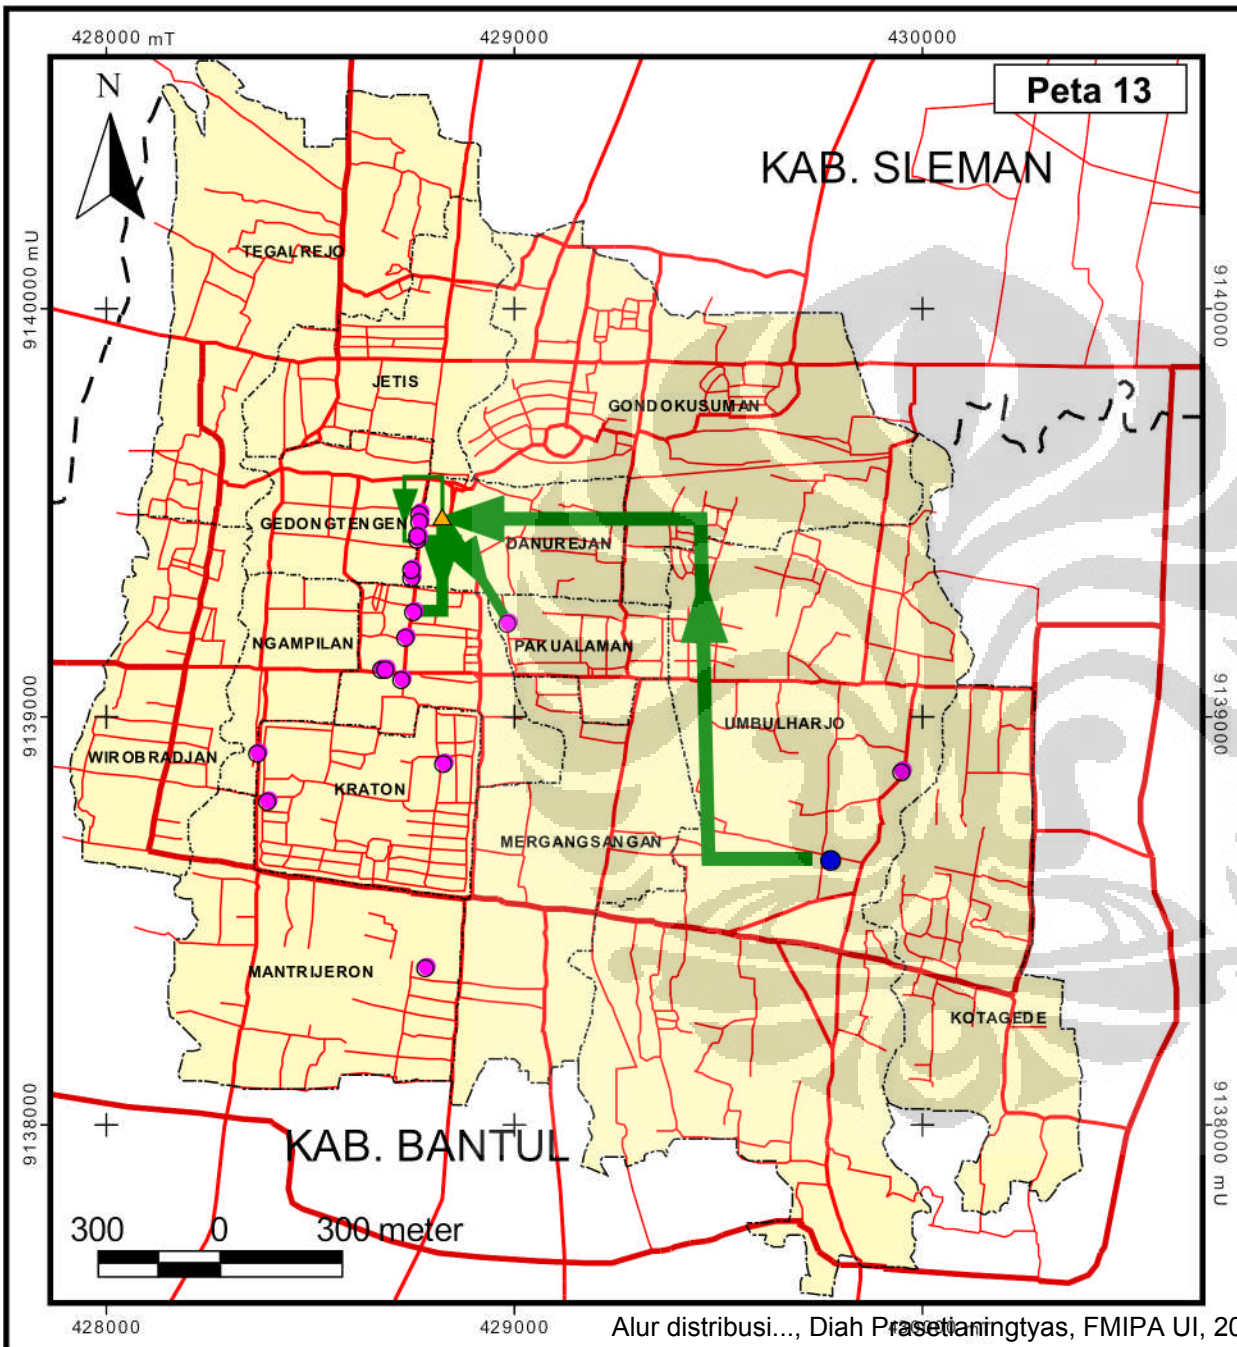 428000 mT
429000
430000
Peta 13
N
KAB. SLEMAN
TEGALREJO
9140000 mU
9140000
JETIS
GONDOKUSUMAN
GEDONGTENGEN
DANUREJAN
NGAMPILAN
PAKUALAMAN
9139000
9139000
UMBULHARJO
WIROBRADJAN
KRATON
MERGANGSANGAN
MANTRIJERON
KOTAGEDE
9138000
9138000 mU
KAB. BANTUL
300 0 300 meter
428000
429000
430000 mT
Alur distribusi..., Diah Prasetianingtyas, FMIPA UI, 20